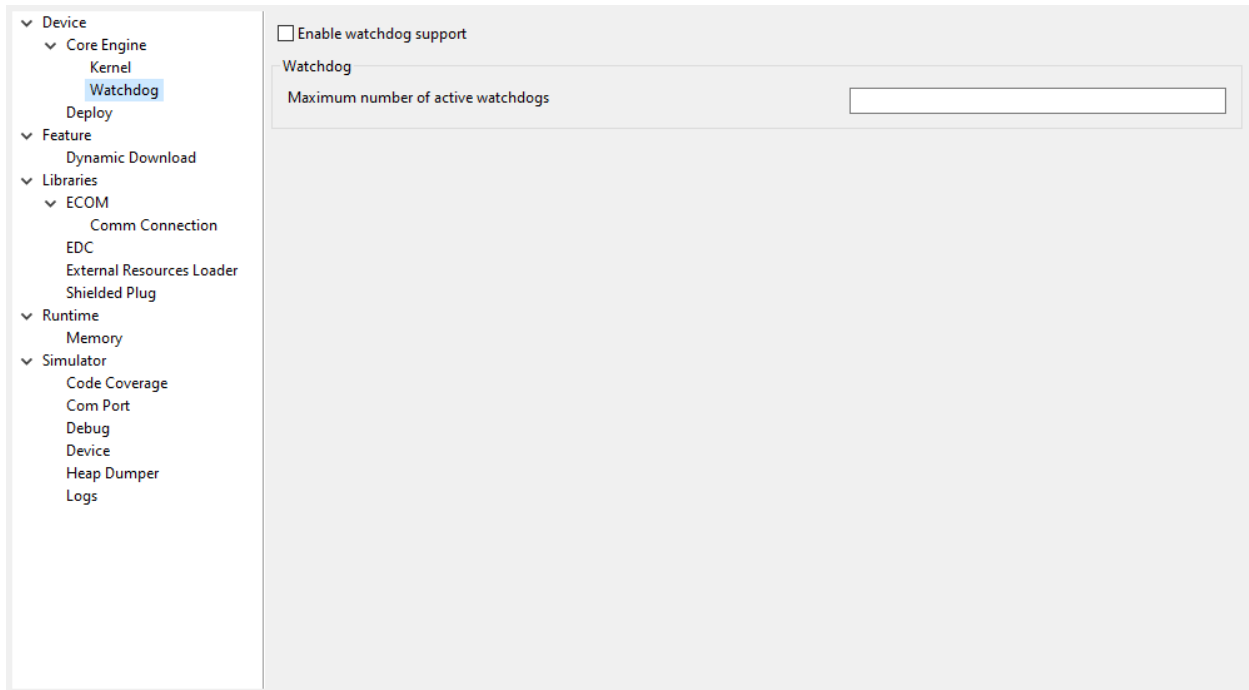 Device
Core Engine
Kernel
Watchdog
Deploy
Feature
Dynamic Download
Libraries
ECOM
Comm Connection
EDC
External Resources Loader
Shielded Plug
Runtime
Memory
Simulator
Code Coverage
Com Port
Debug
Device
Heap Dumper
Logs
Enable watchdog support
Watchdog
Maximum number of active watchdogs